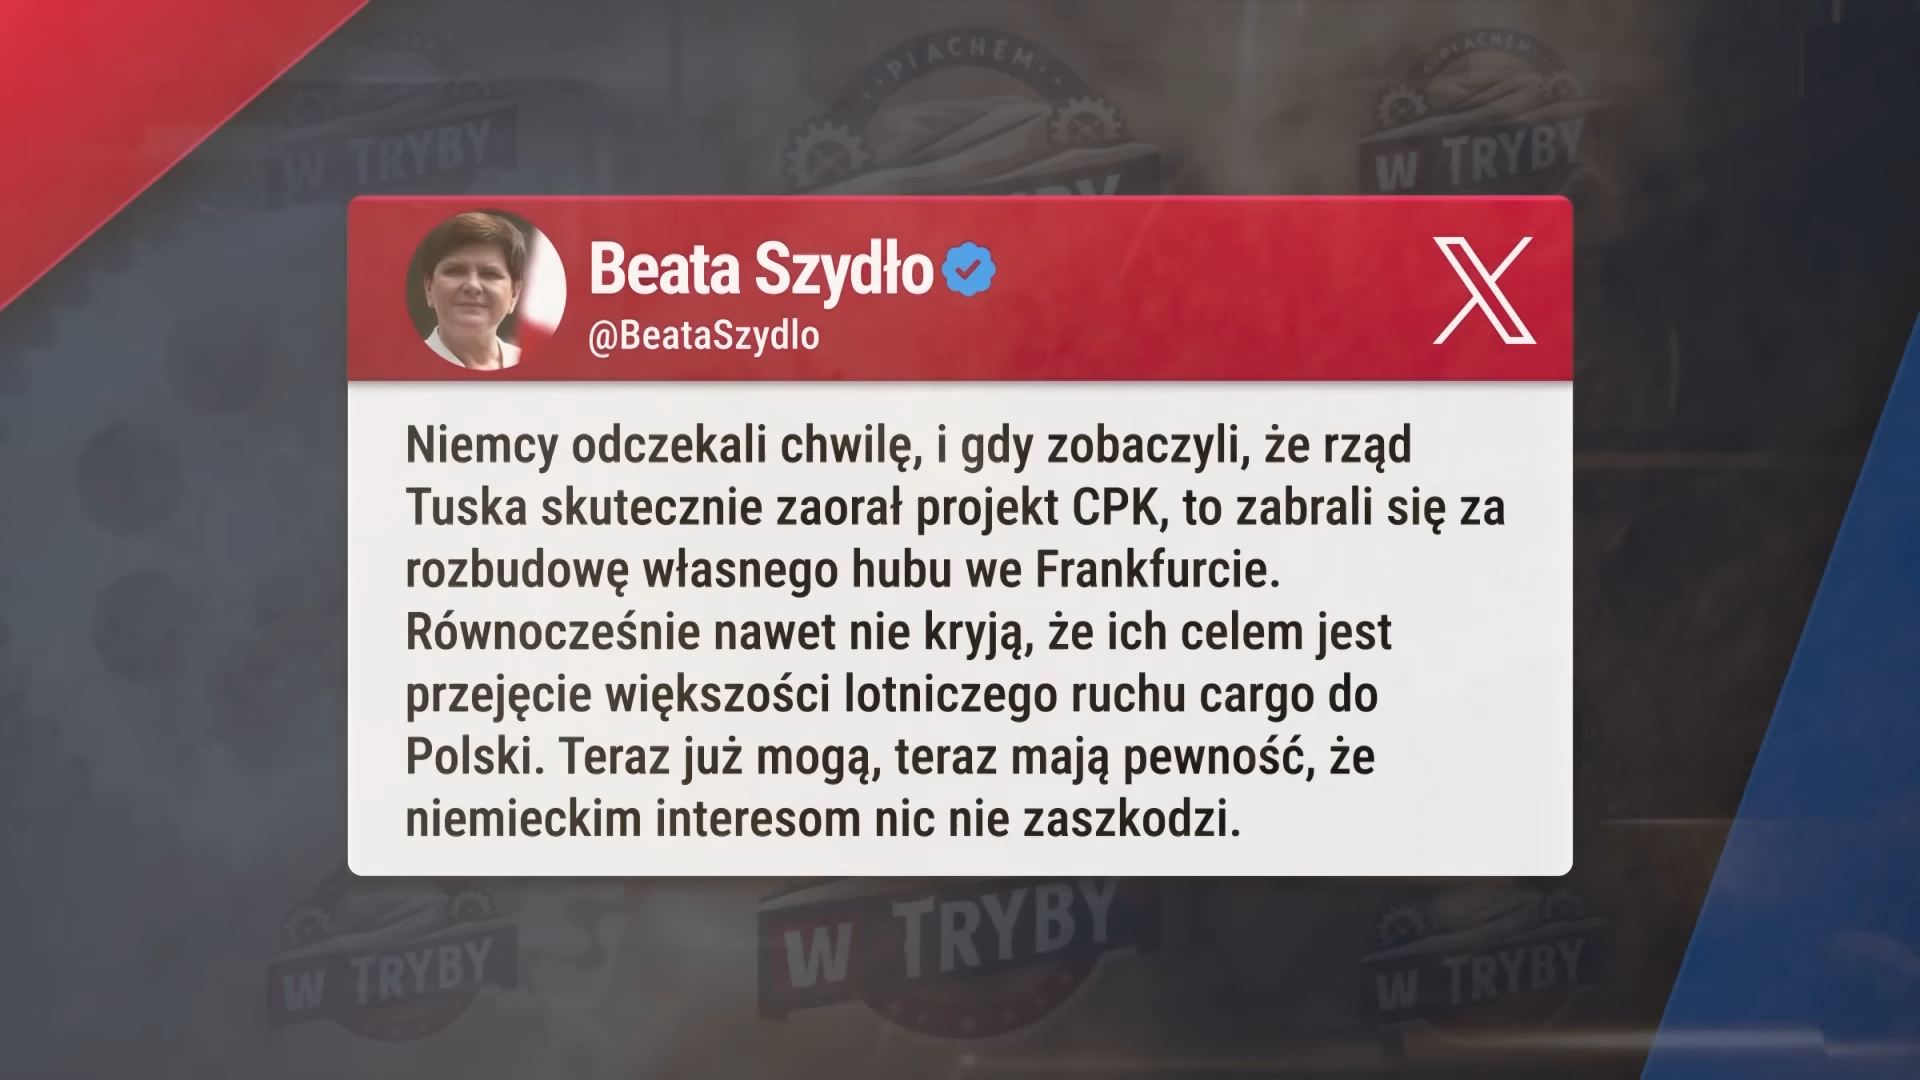 PIACHEM
PIACHEM
W TRYBY
W TRYBY
TRYBY
Beata Szydło
@BeataSzydlo
Niemcy odczekali chwilę, i gdy zobaczyli, że rząd
Tuska skutecznie zaorał projekt CPK, to zabrali się za
rozbudowę własnego hubu we Frankfurcie.
Równocześnie nawet nie kryją, że ich celem jest
przejęcie większości lotniczego ruchu cargo do
Polski. Teraz już mogą, teraz mają pewność, że
niemieckim interesom nic nie zaszkodzi.
W TRYBY
W TRYBY
W TRYBY